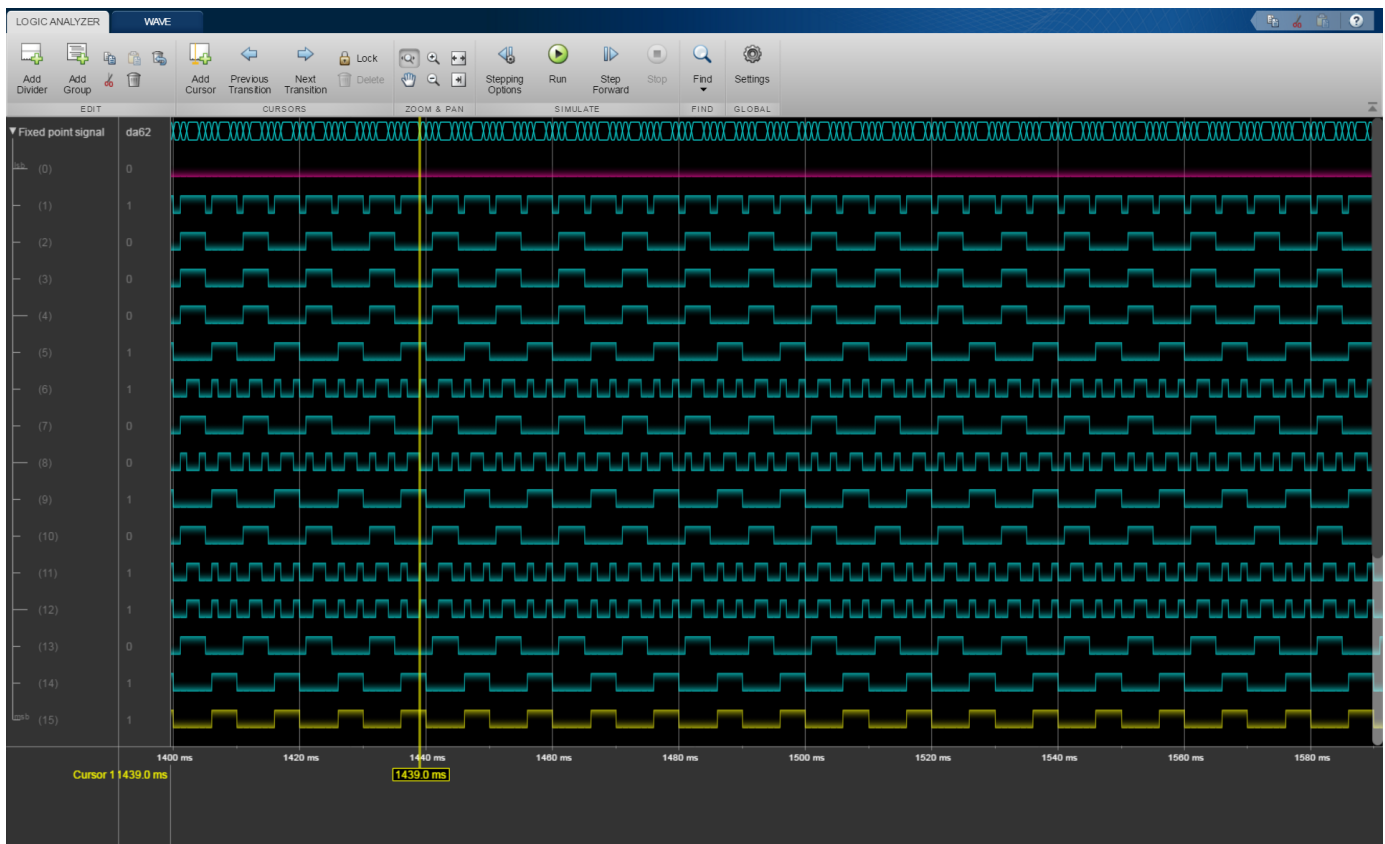 LOGIC ANALYZER WAVE
?
Add Divider
Add Group
Add Cursor
Previous Transition
Next Transition
Lock
Delete
Stepping Options
Run
Step Forward
Stop
Find
Settings
EDIT CURSORS ZOOM & PAN SIMULATE FIND GLOBAL
Fixed point signal da62
lsb (0) 0
(1) 1
(2) 0
(3) 0
(4) 0
(5) 1
(6) 1
(7) 0
(8) 0
(9) 1
(10) 0
(11) 1
(12) 1
(13) 0
(14) 1
msb (15) 1
1400 ms 1420 ms 1440 ms 1460 ms 1480 ms 1500 ms 1520 ms 1540 ms 1560 ms 1580 ms
Cursor 1 1439.0 ms 1439.0 ms